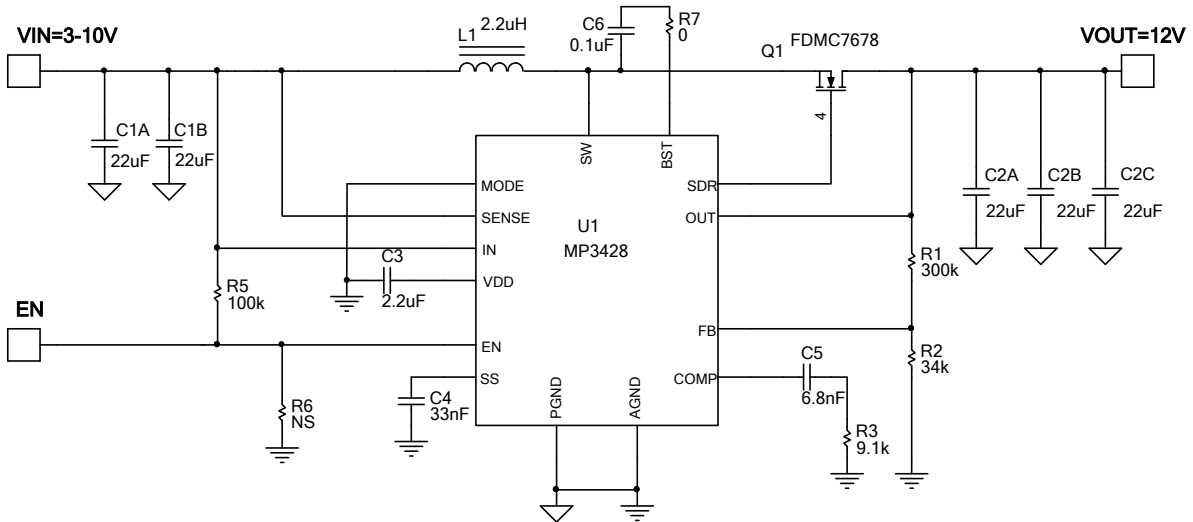 VIN=3-10V
L1
2.2uH
C6
0.1uF
R7
0
Q1
FDMC7678
VOUT=12V
4
C1A
22uF
C1B
22uF
SW
BST
MODE
SDR
SENSE
OUT
IN
U1
MP3428
C2A
22uF
C2B
22uF
C2C
22uF
R1
300k
C3
2.2uF
VDD
R5
100k
EN
EN
FB
R2
34k
SS
COMP
C5
6.8nF
C4
33nF
R6
NS
PGND
AGND
R3
9.1k